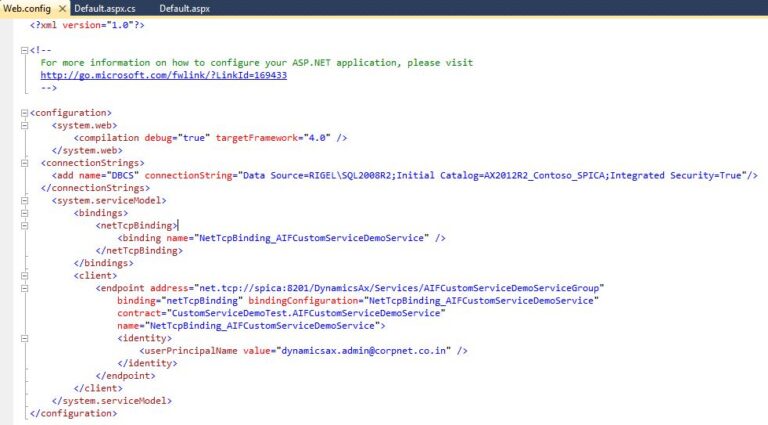 Web.config Default.aspx.cs Default.aspx
<?xml version="1.0"?>
<!--
For more information on how to configure your ASP.NET application, please visit
http://go.microsoft.com/fwlink/?LinkId=169433
-->
<configuration>
<system.web>
<compilation debug="true" targetFramework="4.0" />
</system.web>
<connectionStrings>
<add name="DBCS" connectionString="Data Source=RIGEL\SQL2008R2;Initial Catalog=AX2012R2_Contoso_SPICA;Integrated Security=True"/>
</connectionStrings>
<system.serviceModel>
<bindings>
<netTcpBinding>
<binding name="NetTcpBinding_AIFCustomServiceDemoService" />
</netTcpBinding>
</bindings>
<client>
<endpoint address="net.tcp://spica:8201/DynamicsAx/Services/AIFCustomServiceDemoServiceGroup"
binding="netTcpBinding" bindingConfiguration="NetTcpBinding_AIFCustomServiceDemoService"
contract="CustomServiceDemoTest.AIFCustomServiceDemoService"
name="NetTcpBinding_AIFCustomServiceDemoService">
<identity>
<userPrincipalName value="dynamicsax.admin@corpnet.co.in" />
</identity>
</endpoint>
</client>
</system.serviceModel>
</configuration>